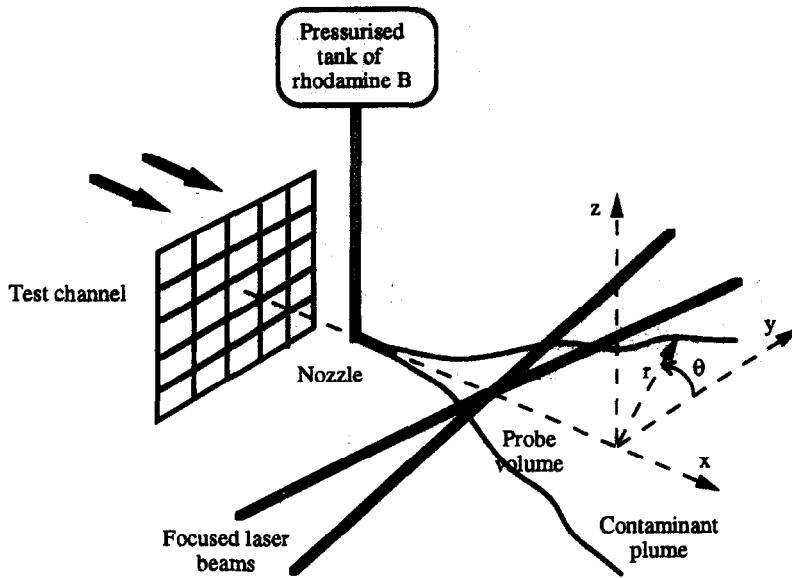 Pressurised
tank of
rhodamine B
z
Test channel
y
Nozzle
r
θ
Probe
volume
x
Focused laser
beams
Contaminant
plume